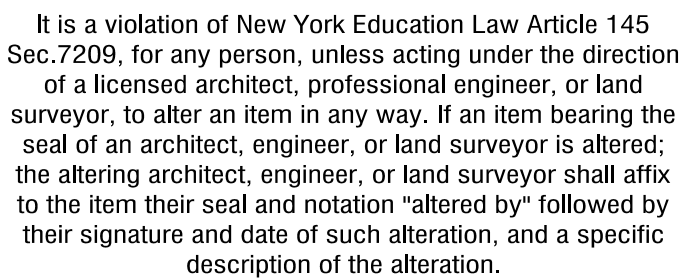 It is a violation of New York Education Law Article 145
Sec.7209, for any person, unless acting under the direction
of a licensed architect, professional engineer, or land
surveyor, to alter an item in any way. If an item bearing the
seal of an architect, engineer, or land surveyor is altered;
the altering architect, engineer, or land surveyor shall affix
to the item their seal and notation "altered by" followed by
their signature and date of such alteration, and a specific
description of the alteration.